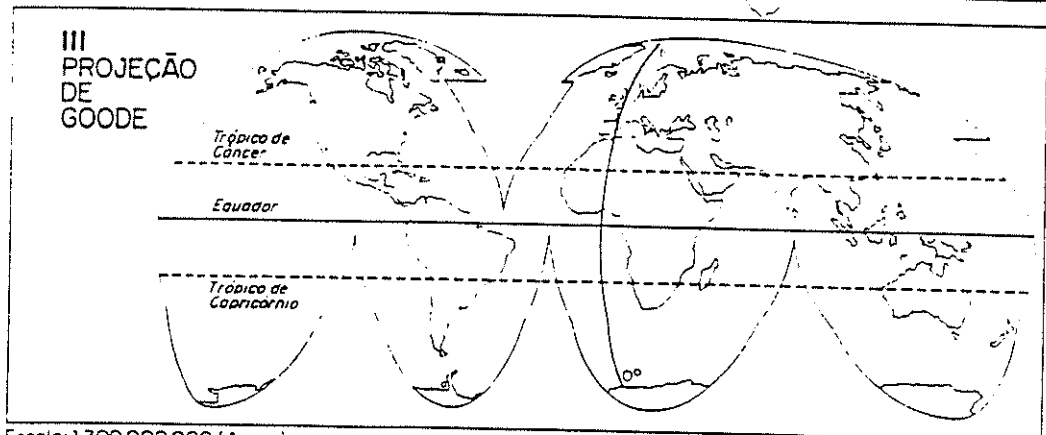 III
PROJEÇÃO
DE
GOODE
Trópico de
Câncer
Equador
Trópico de
Capricórnio
0°